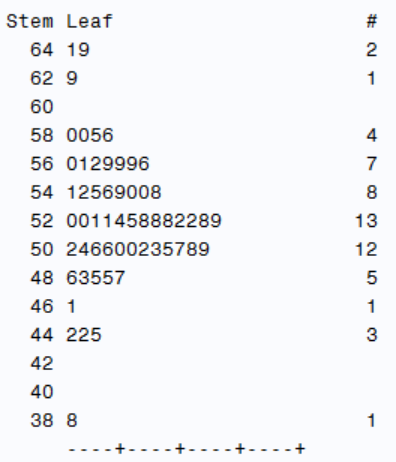 Stem Leaf #
64 19 2
62 9 1
60
58 0056 4
56 0129996 7
54 12569008 8
52 0011458882289 13
50 246600235789 12
48 63557 5
46 1 1
44 225 3
42
40
38 8 1
----+----+----+----+